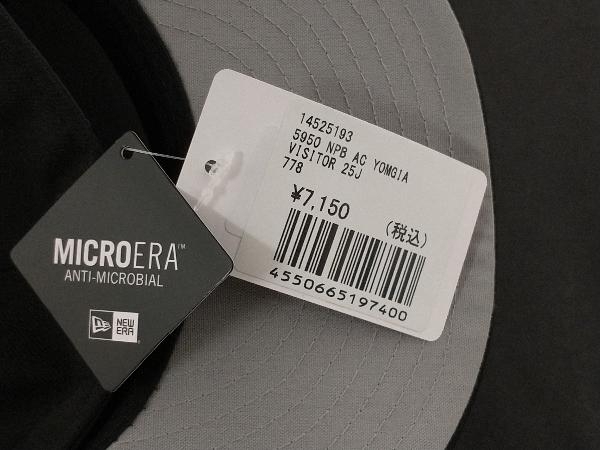 14525193
5950 NPB AC YOMGIA
VISITOR 25J
778
¥7,150
(税込)
4550665197400
MICROERA™
ANTI-MICROBIAL
NEW
ERA